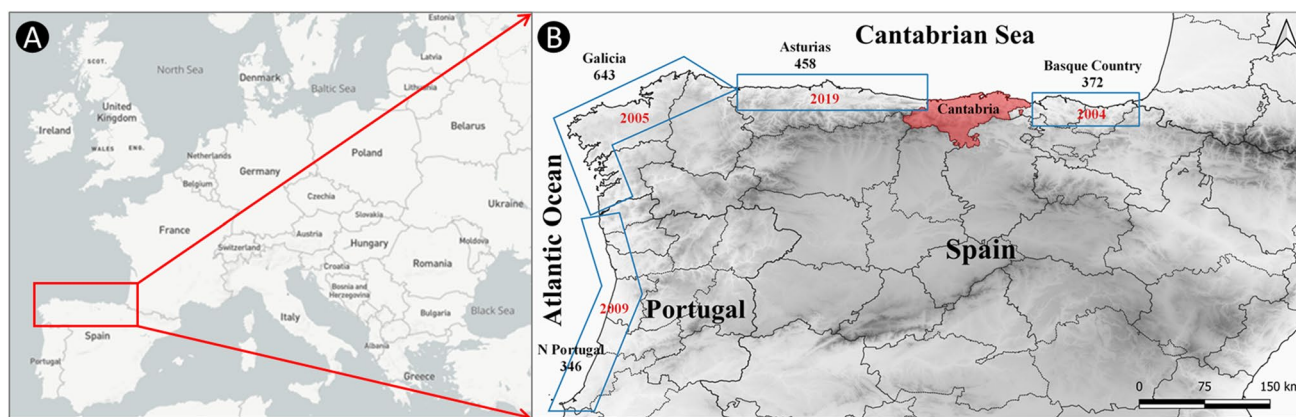 A
SCOT.
North Sea
Denmark
Baltic Sea
Estonia
Latvia
Lithuania
United
Kingdom
Ireland
WALES
ENG.
Netherlands
Belgium
Germany
Poland
Belarus
Ukraine
Czechia
Slovakia
Moldova
France
Switzerland
Austria
Hungary
Romania
Croatia
Bosnia and
Herzegovina
Italy
Bulgaria
Black Sea
Albania
Greece
Spain
Portugal
B
Cantabrian Sea
Galicia
643
Asturias
458
Basque Country
372
2005
2019
Cantabria
2004
Atlantic Ocean
2009
Portugal
Spain
N Portugal
346
0 75 150 km